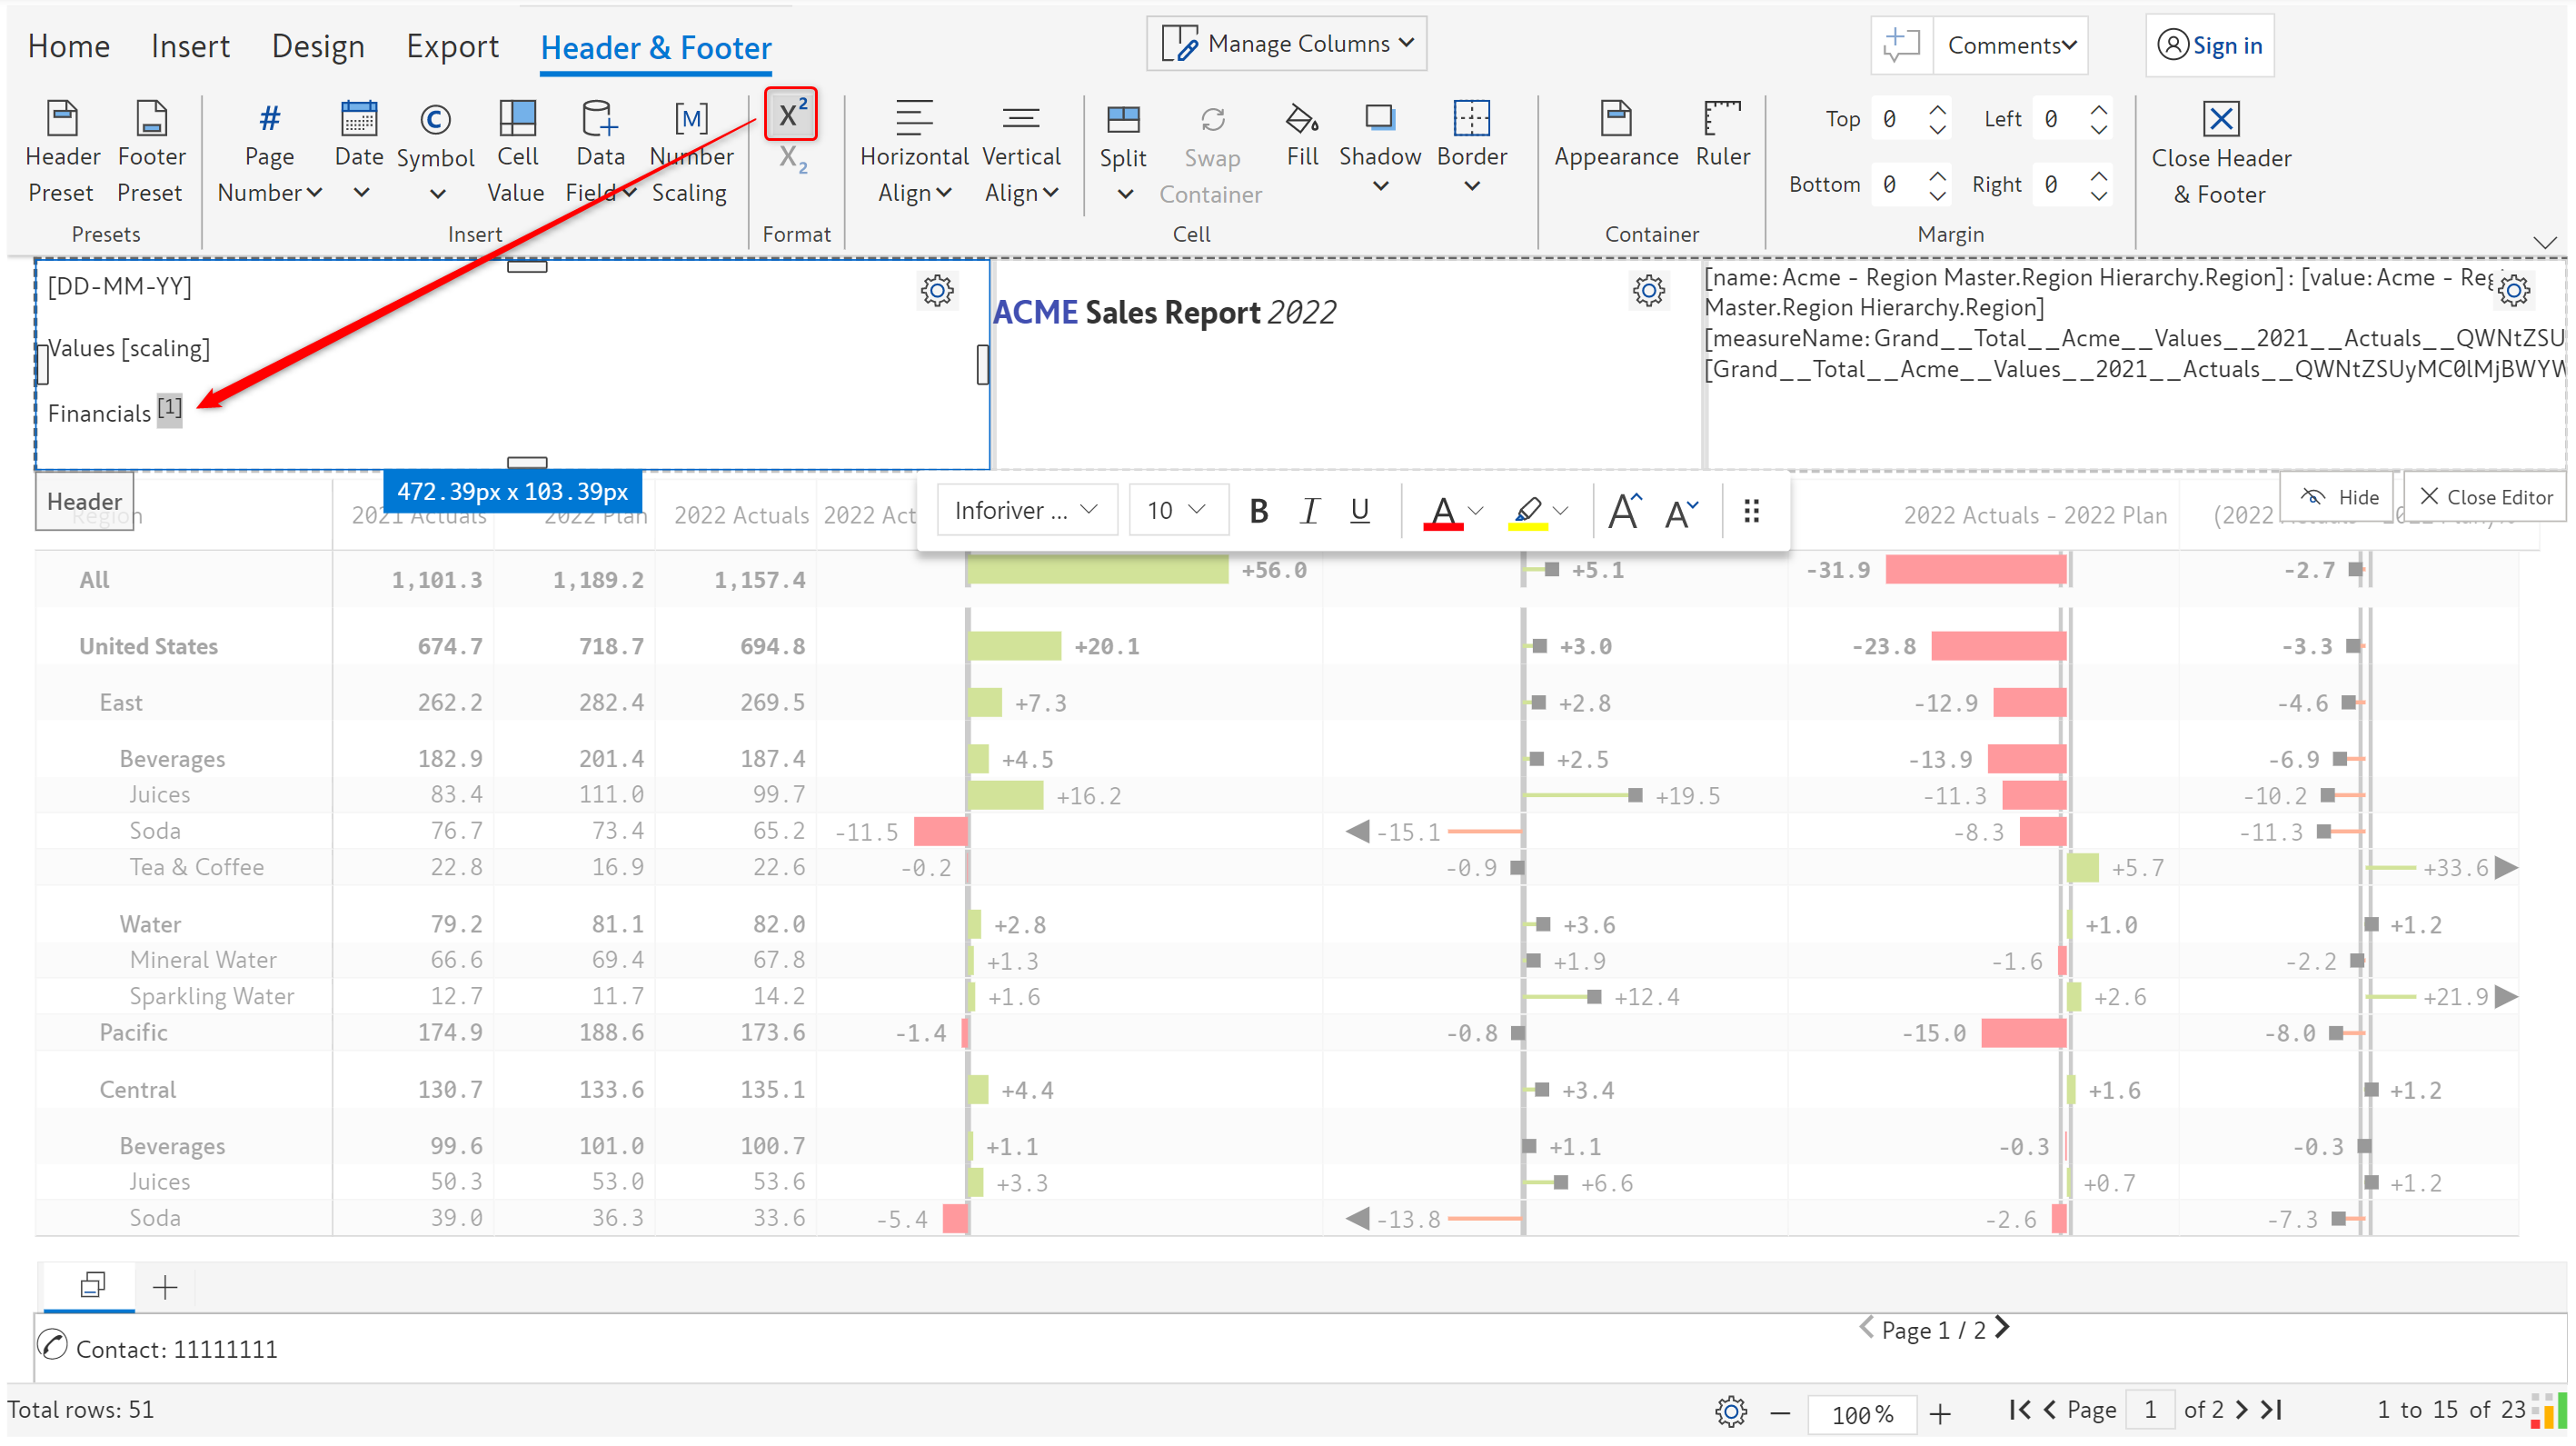 Home Insert Design Export Header & Footer Manage Columns Comments Sign in
X² X₂
# © [M]
Header Preset Footer Preset Page Number Date Symbol Cell Value Data Field Number Scaling Horizontal Align Vertical Align Split Swap Container Fill Shadow Border Appearance Ruler Close Header & Footer
Top 0 Left 0
Bottom 0 Right 0
Presets Insert Format Cell Container Margin
[DD-MM-YY]
Values [scaling]
Financials [1]
ACME Sales Report 2022
[name: Acme - Region Master.Region Hierarchy.Region] : [value: Acme - Reg
Master.Region Hierarchy.Region]
[measureName: Grand__Total__Acme__Values__2021__Actuals__QWNtZSU
[Grand__Total__Acme__Values__2021__Actuals__QWNtZSUyMC0lMjBWYW
Header 472.39px x 103.39px Inforiver ... 10 B I U A A A Hide Close Editor
Region 2021 Actuals 2022 Plan 2022 Actuals 2022 Act 2022 Actuals - 2022 Plan (2022
All 1,101.3 1,189.2 1,157.4 +56.0 +5.1 -31.9 -2.7
United States 674.7 718.7 694.8 +20.1 +3.0 -23.8 -3.3
East 262.2 282.4 269.5 +7.3 +2.8 -12.9 -4.6
Beverages 182.9 201.4 187.4 +4.5 +2.5 -13.9 -6.9
Juices 83.4 111.0 99.7 +16.2 +19.5 -11.3 -10.2
Soda 76.7 73.4 65.2 -11.5 -15.1 -8.3 -11.3
Tea & Coffee 22.8 16.9 22.6 -0.2 -0.9 +5.7 +33.6
Water 79.2 81.1 82.0 +2.8 +3.6 +1.0 +1.2
Mineral Water 66.6 69.4 67.8 +1.3 +1.9 -1.6 -2.2
Sparkling Water 12.7 11.7 14.2 +1.6 +12.4 +2.6 +21.9
Pacific 174.9 188.6 173.6 -1.4 -0.8 -15.0 -8.0
Central 130.7 133.6 135.1 +4.4 +3.4 +1.6 +1.2
Beverages 99.6 101.0 100.7 +1.1 +1.1 -0.3 -0.3
Juices 50.3 53.0 53.6 +3.3 +6.6 +0.7 +1.2
Soda 39.0 36.3 33.6 -5.4 -13.8 -2.6 -7.3
Contact: 11111111 Page 1 / 2
Total rows: 51 100 % Page 1 of 2 1 to 15 of 23